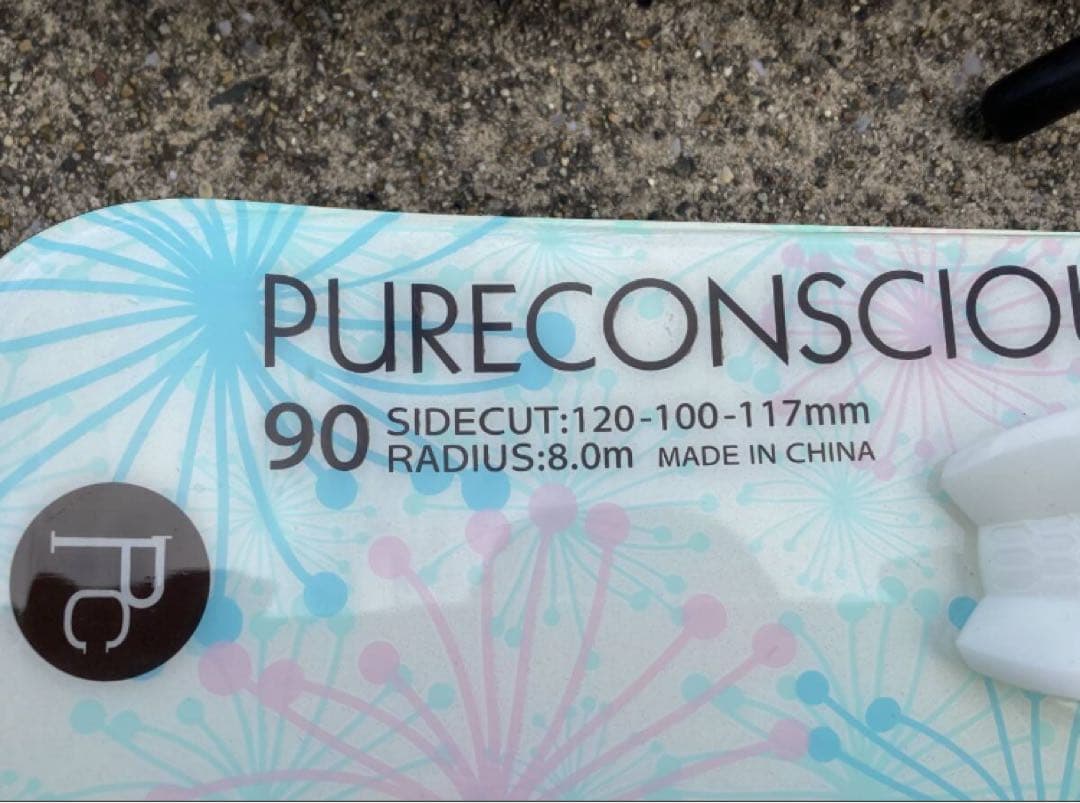 PURECONSCIOU
90
SIDECUT:120-100-117mm
RADIUS:8.0m MADE IN CHINA
PC